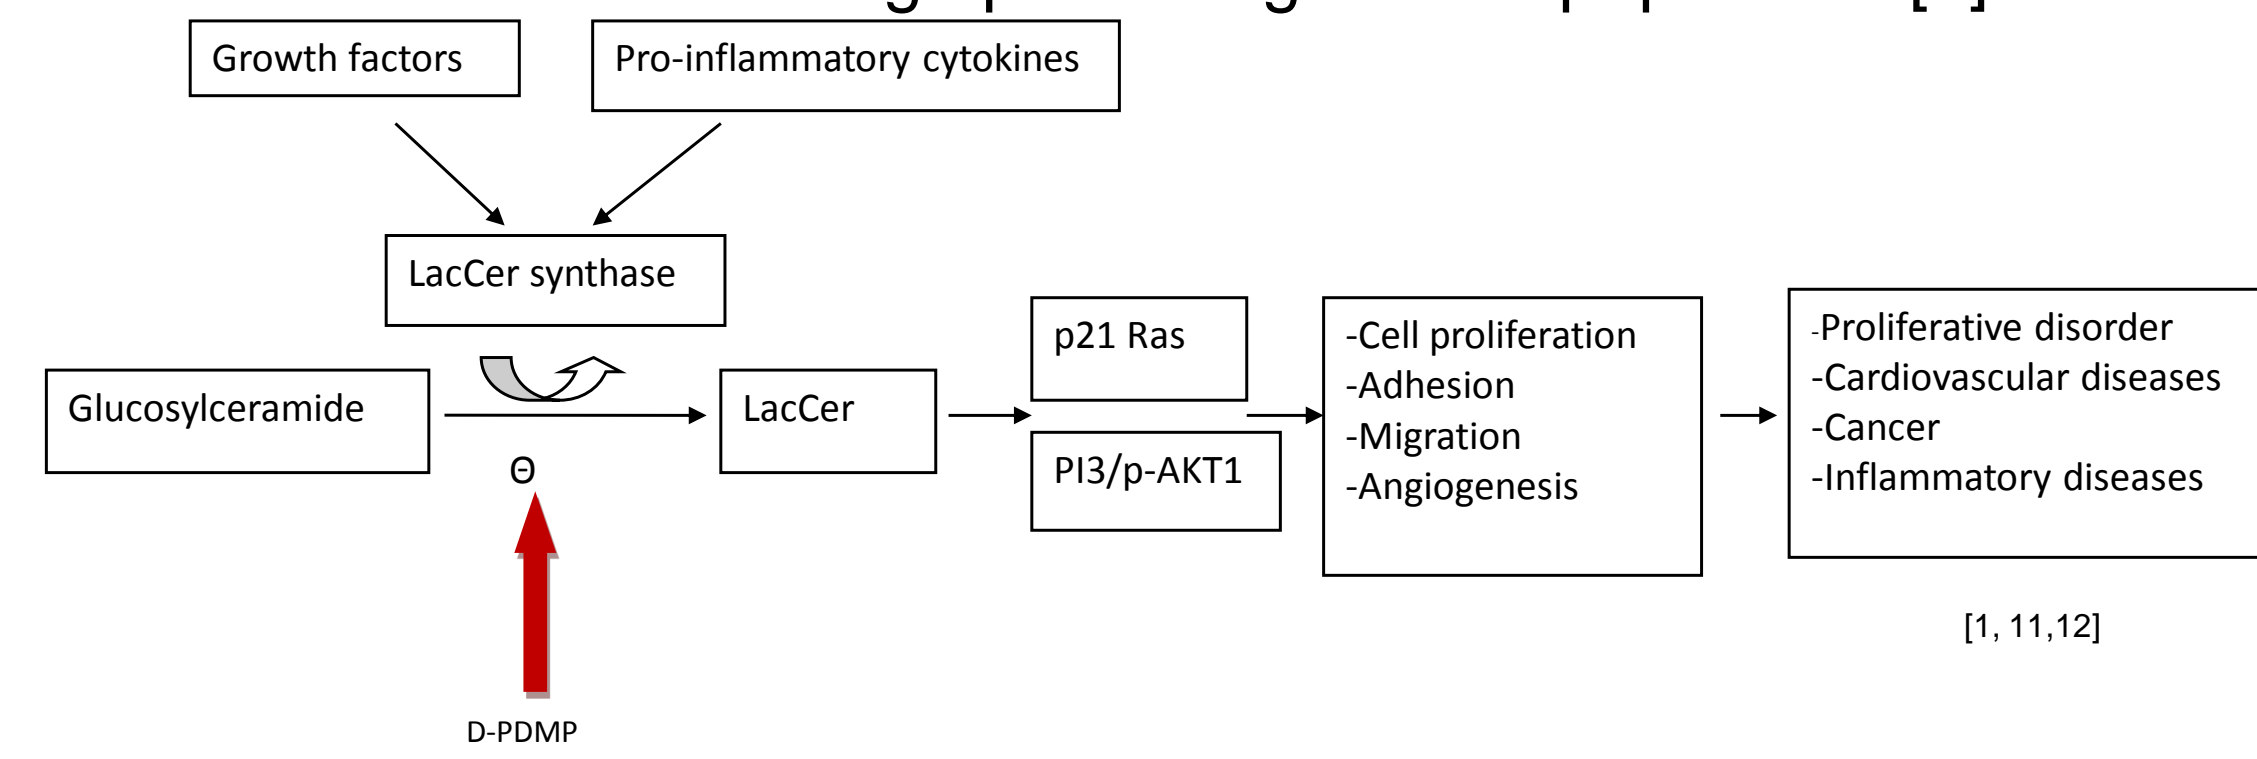 Growth factors
Pro-inflammatory cytokines
LacCer synthase
Glucosylceramide
LacCer
p21 Ras
PI3/p-AKT1
-Cell proliferation
-Adhesion
-Migration
-Angiogenesis
-Proliferative disorder
-Cardiovascular diseases
-Cancer
-Inflammatory diseases
Θ
D-PDMP
[1, 11,12]